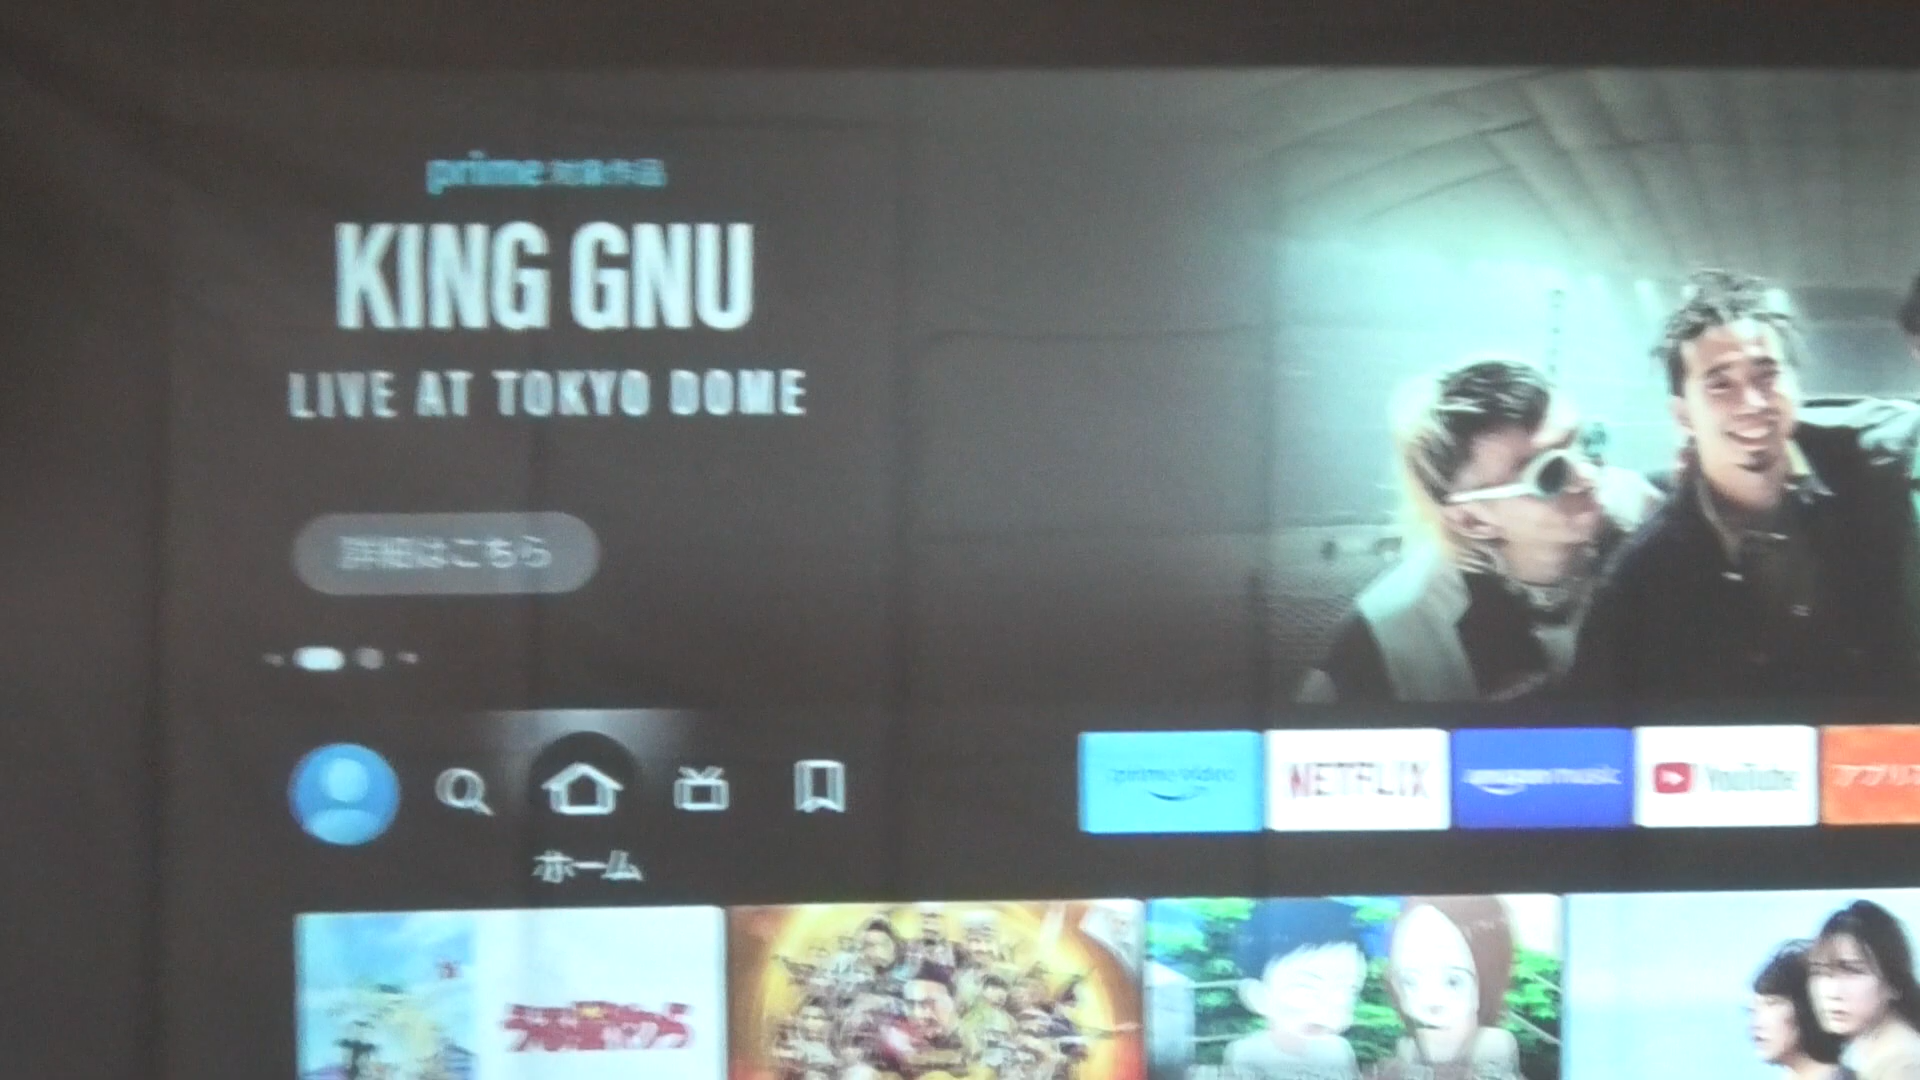 prime
KING GNU
LIVE AT TOKYO DOME
詳細はこちら
prime video
NETFLIX
amazon music
YouTube
ホーム